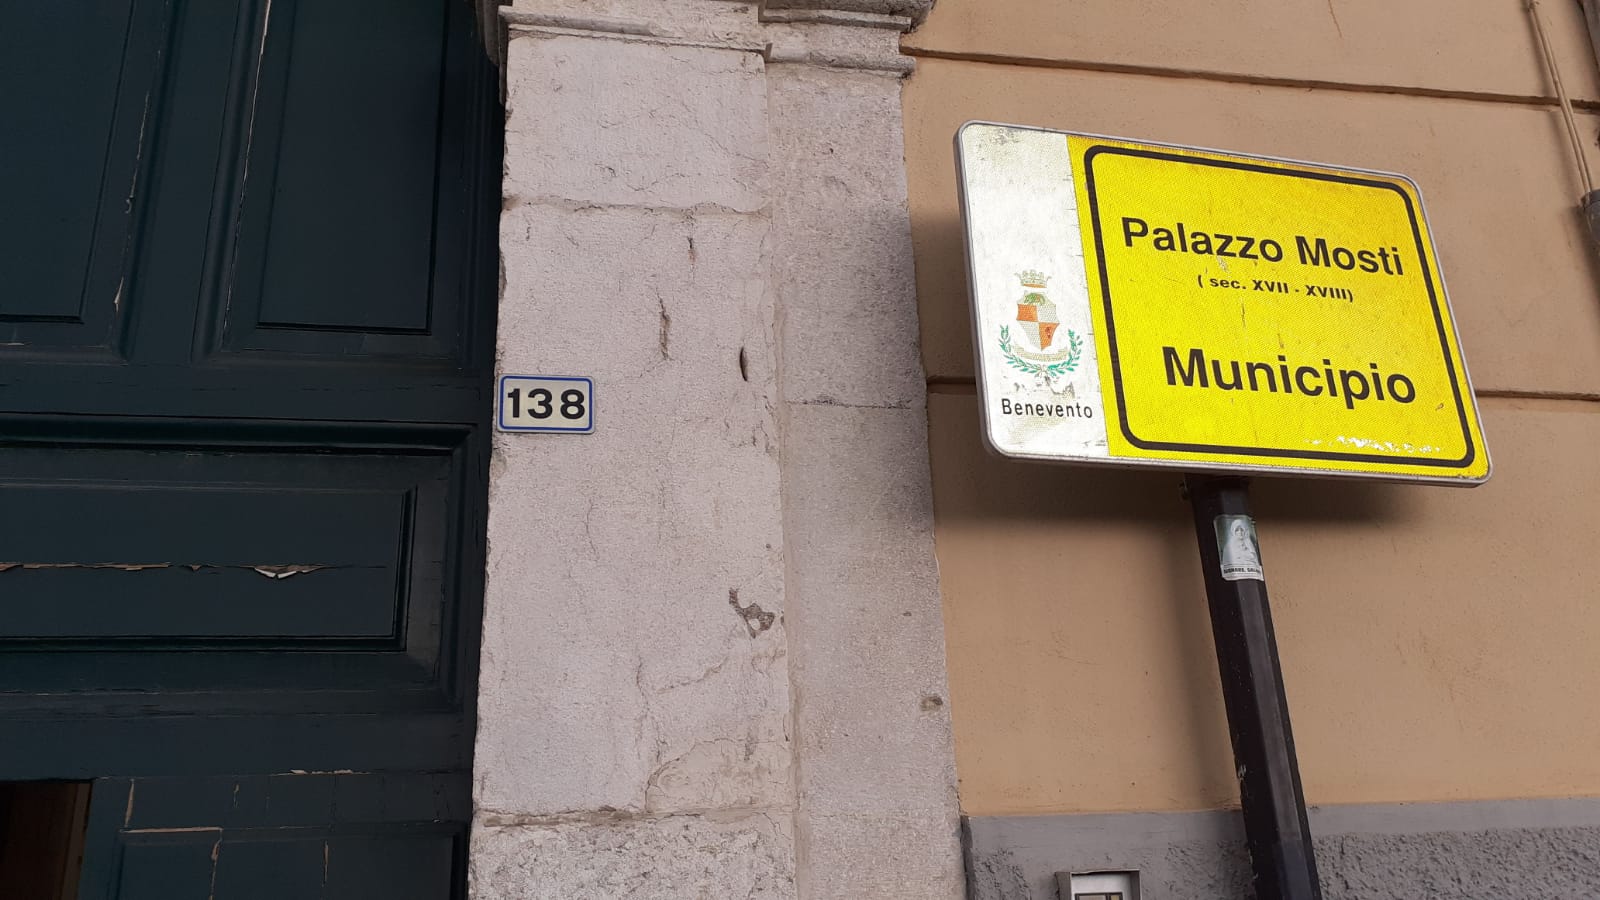 138
Palazzo Mosti
( sec. XVII - XVIII)
Municipio
Benevento